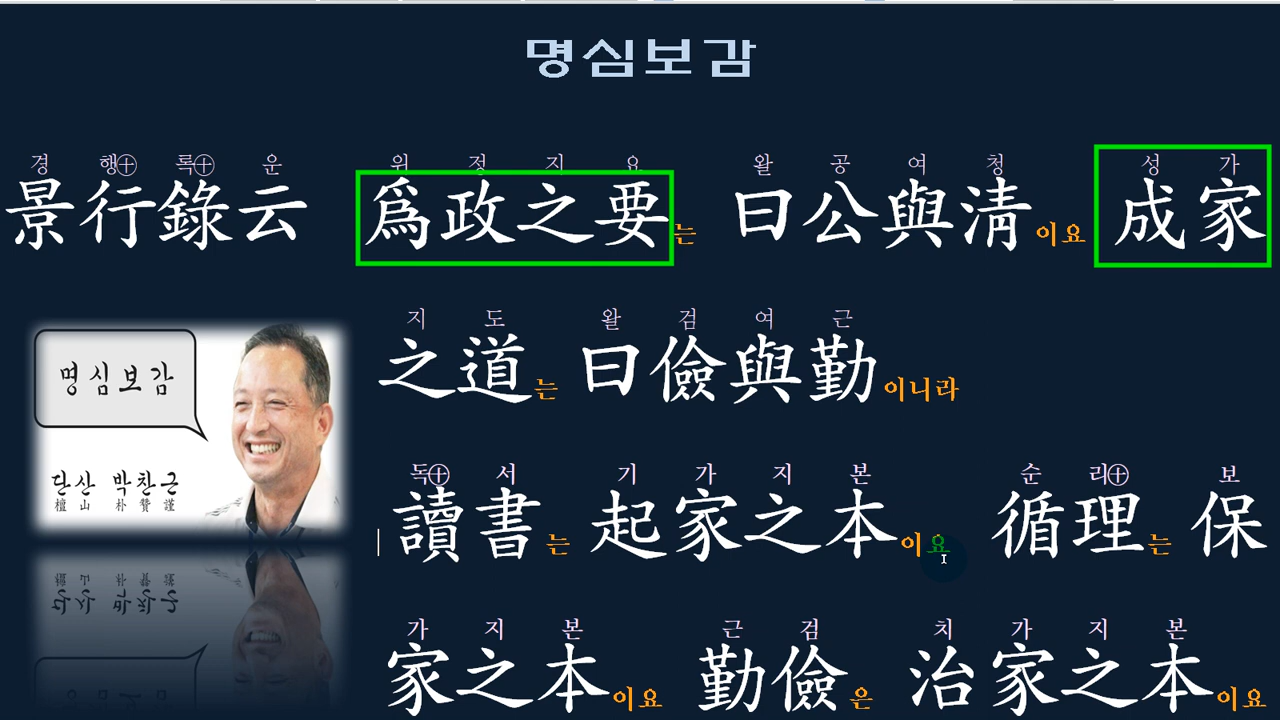 명심보감
경 행㊉ 록㊉ 운 위 정 지 요 왈 공 여 청 성 가
景行錄云 爲政之要는 曰公與淸이요 成家
지 도 왈 검 여 근
之道는 曰儉與勤이니라
명심보감
단산 박찬근
檀山 朴贊謹
독㊉ 서 기 가 지 본 순 리㊉ 보
讀書는 起家之本이요 循理는 保
가 지 본 근 검 치 가 지 본
家之本이요 勤儉은 治家之本이요